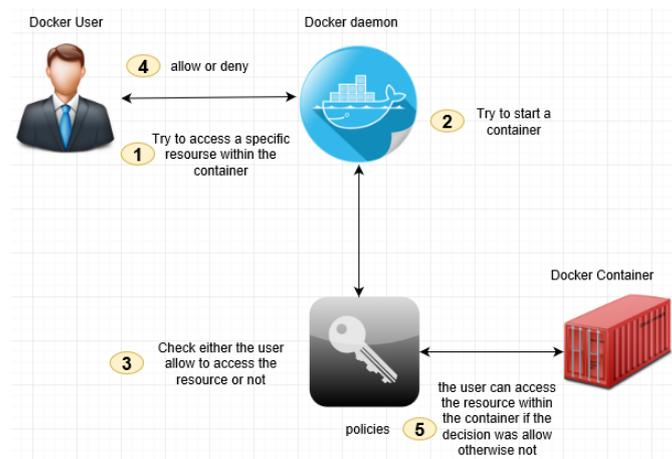 Docker User
Docker daemon
4
allow or deny
1
Try to access a specific
resourse within the
container
2
Try to start a
container
Docker Container
3
Check either the user
allow to access the
resource or not
policies
5
the user can access
the resource within
the container if the
decision was allow
otherwise not